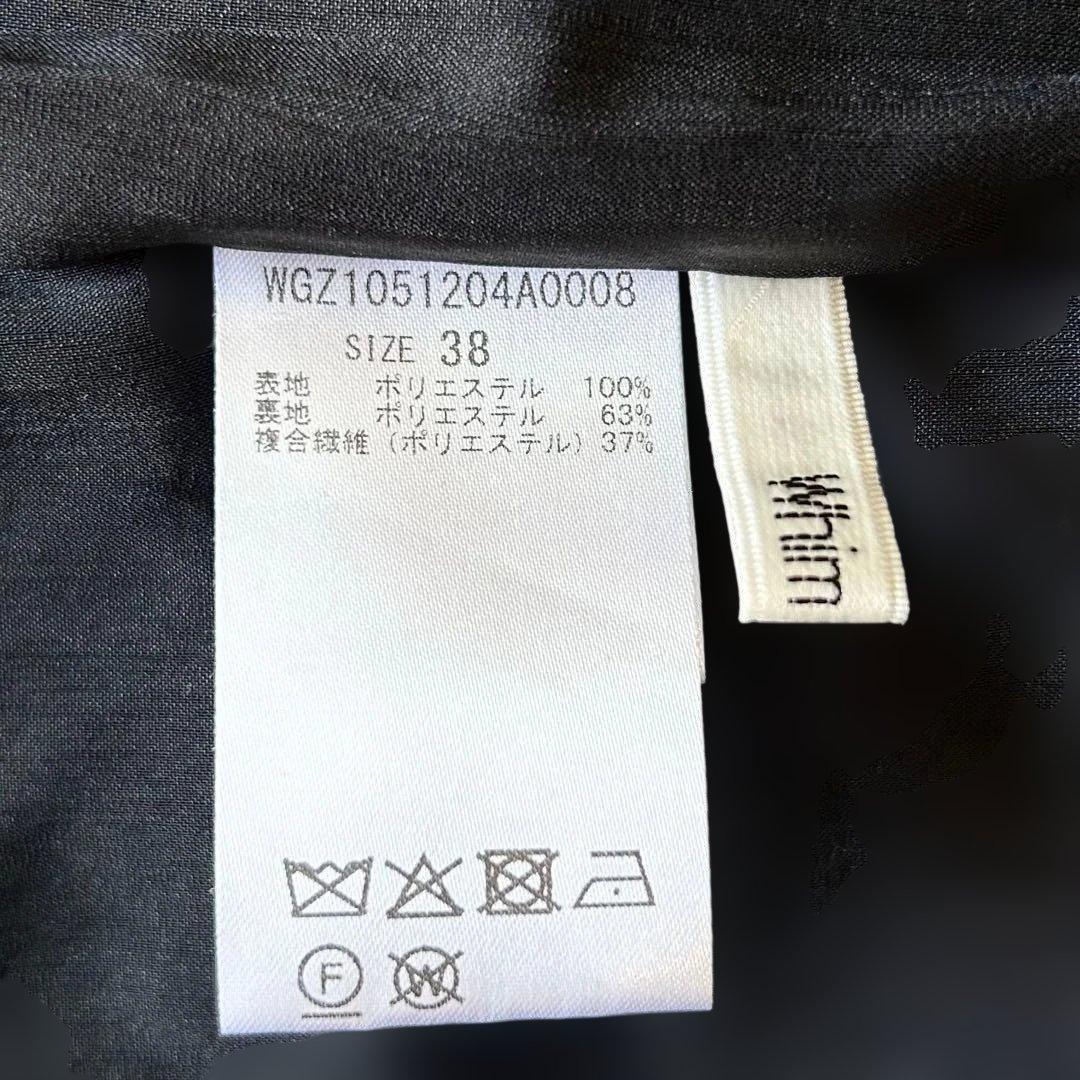 WGZ1051204A0008
SIZE 38
表地 ポリエステル 100%
裏地 ポリエステル 63%
複合繊維(ポリエステル) 37%
F
W
Whim